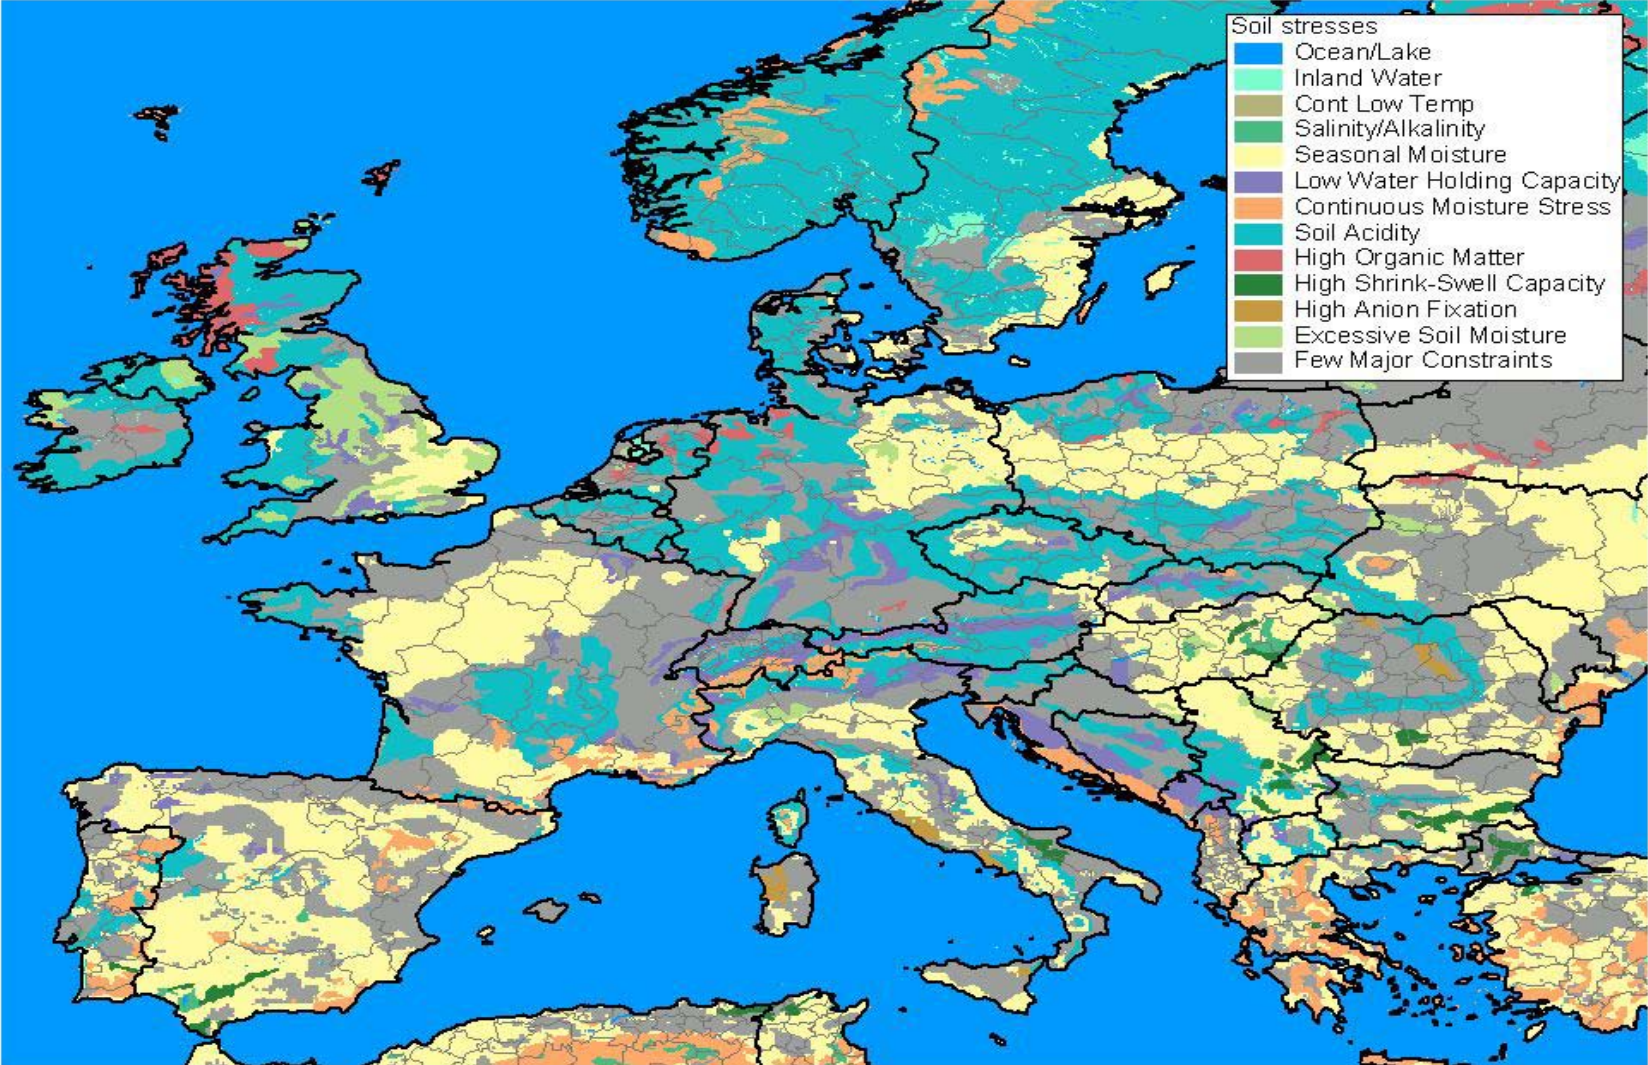 Soil stresses
Ocean/Lake
Inland Water
Cont Low Temp
Salinity/Alkalinity
Seasonal Moisture
Low Water Holding Capacity
Continuous Moisture Stress
Soil Acidity
High Organic Matter
High Shrink-Swell Capacity
High Anion Fixation
Excessive Soil Moisture
Few Major Constraints